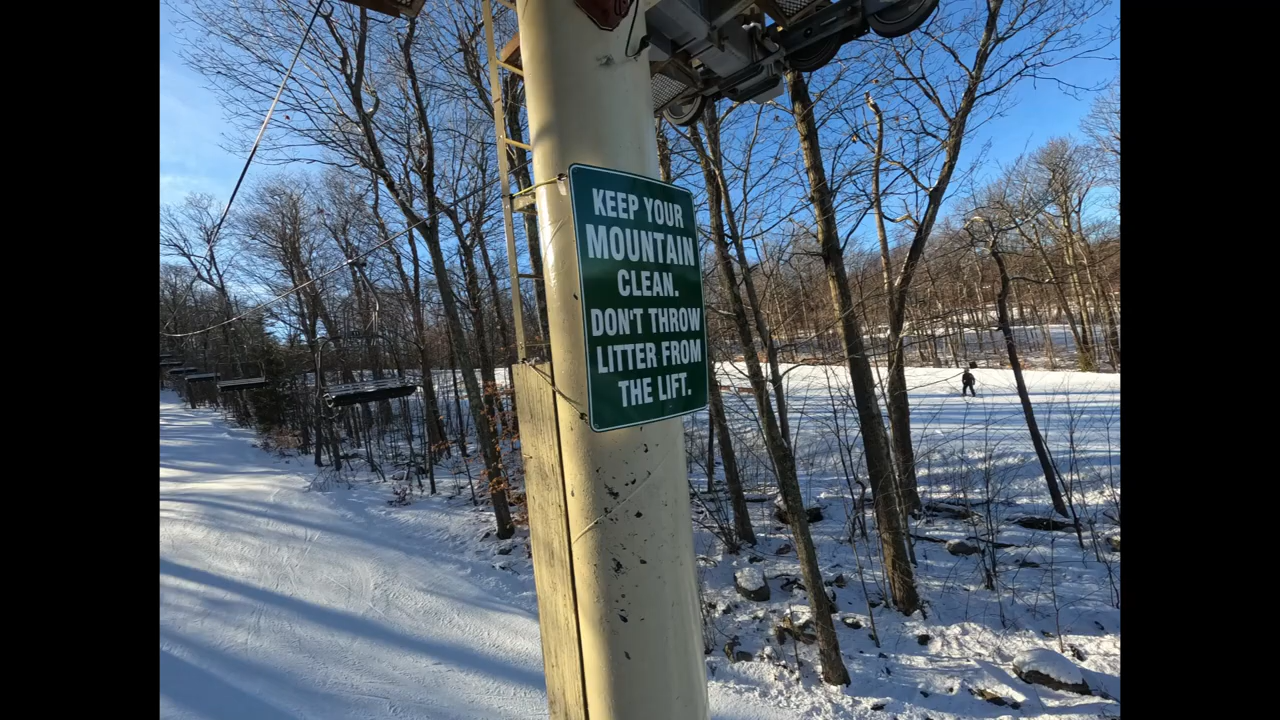 KEEP YOUR
MOUNTAIN
CLEAN.
DON'T THROW
LITTER FROM
THE LIFT.